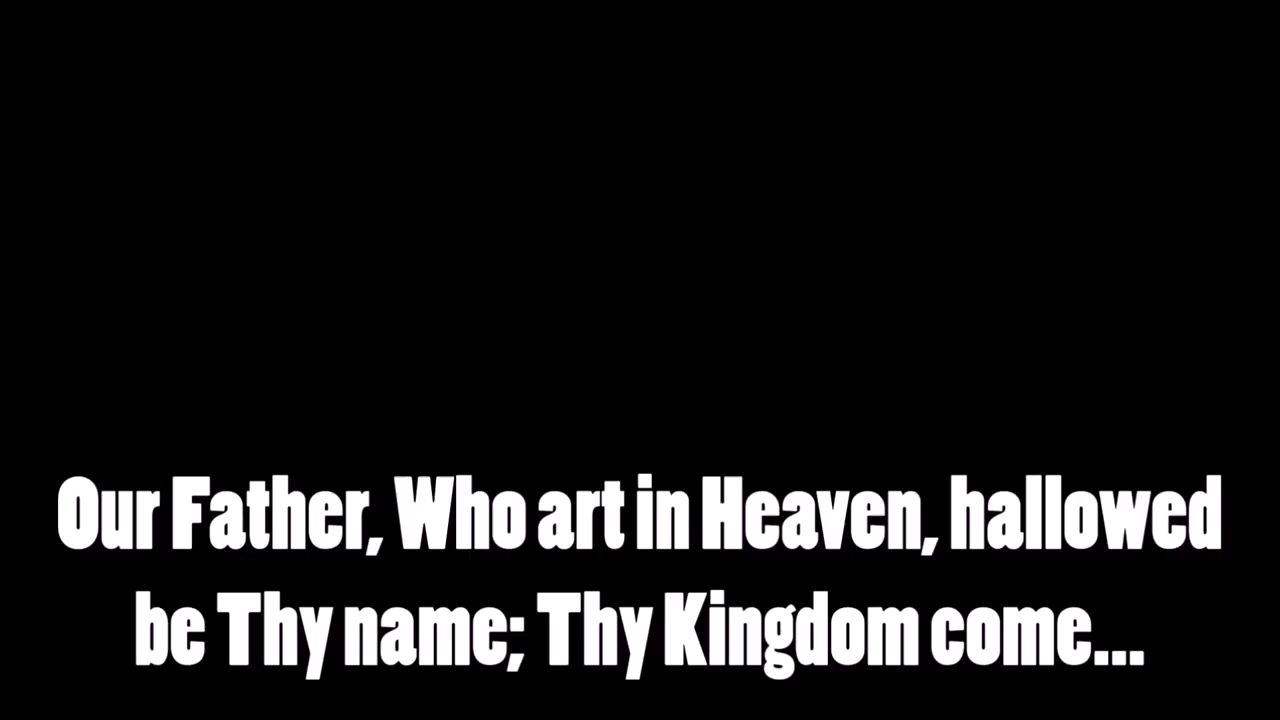 Our Father, Who art in Heaven, hallowed
be Thy name; Thy Kingdom come...